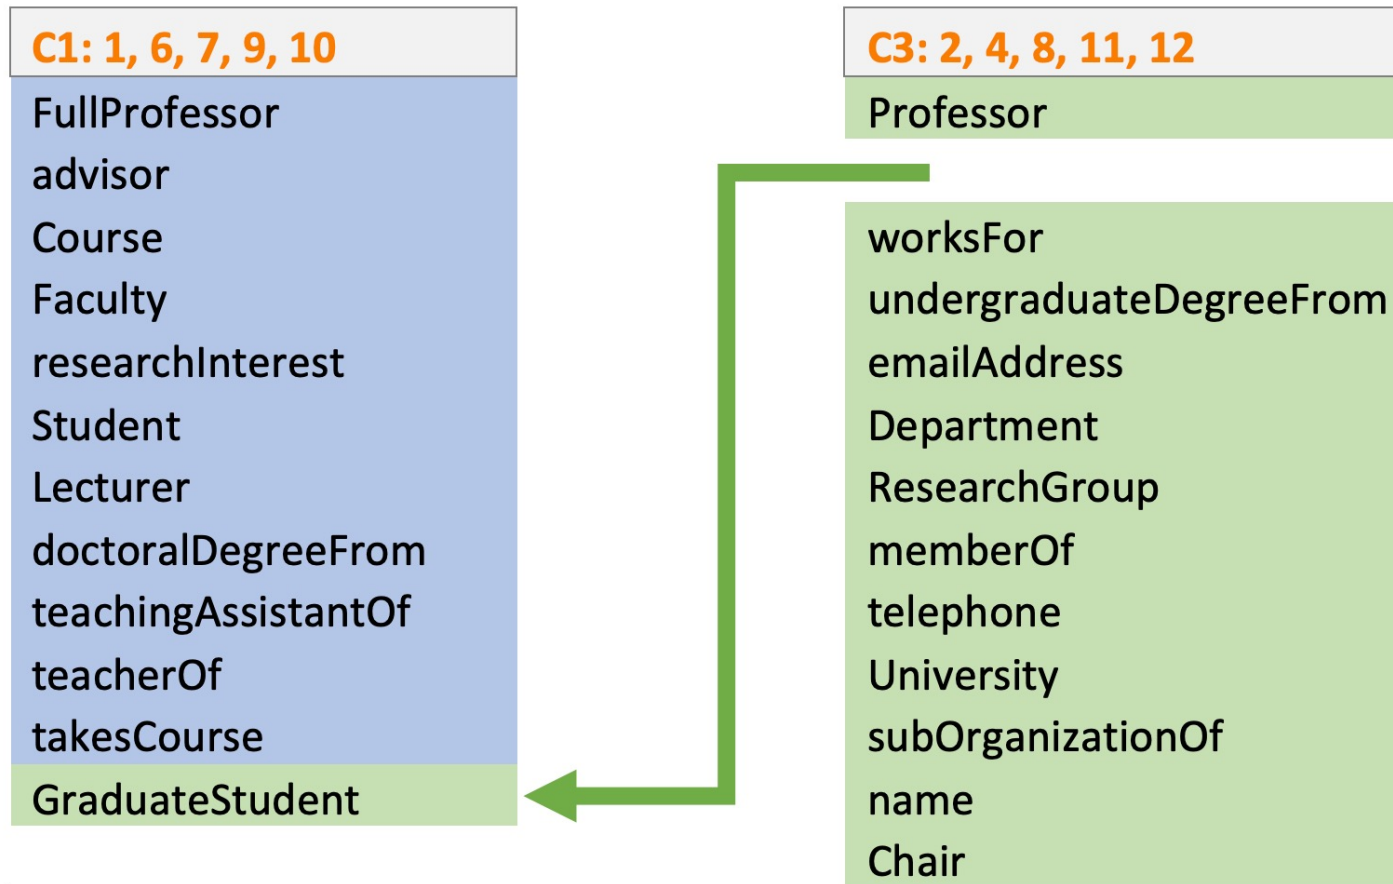 C1: 1, 6, 7, 9, 10
FullProfessor
advisor
Course
Faculty
researchInterest
Student
Lecturer
doctoralDegreeFrom
teachingAssistantOf
teacherOf
takesCourse
GraduateStudent
C3: 2, 4, 8, 11, 12
Professor
worksFor
undergraduateDegreeFrom
emailAddress
Department
ResearchGroup
memberOf
telephone
University
subOrganizationOf
name
Chair